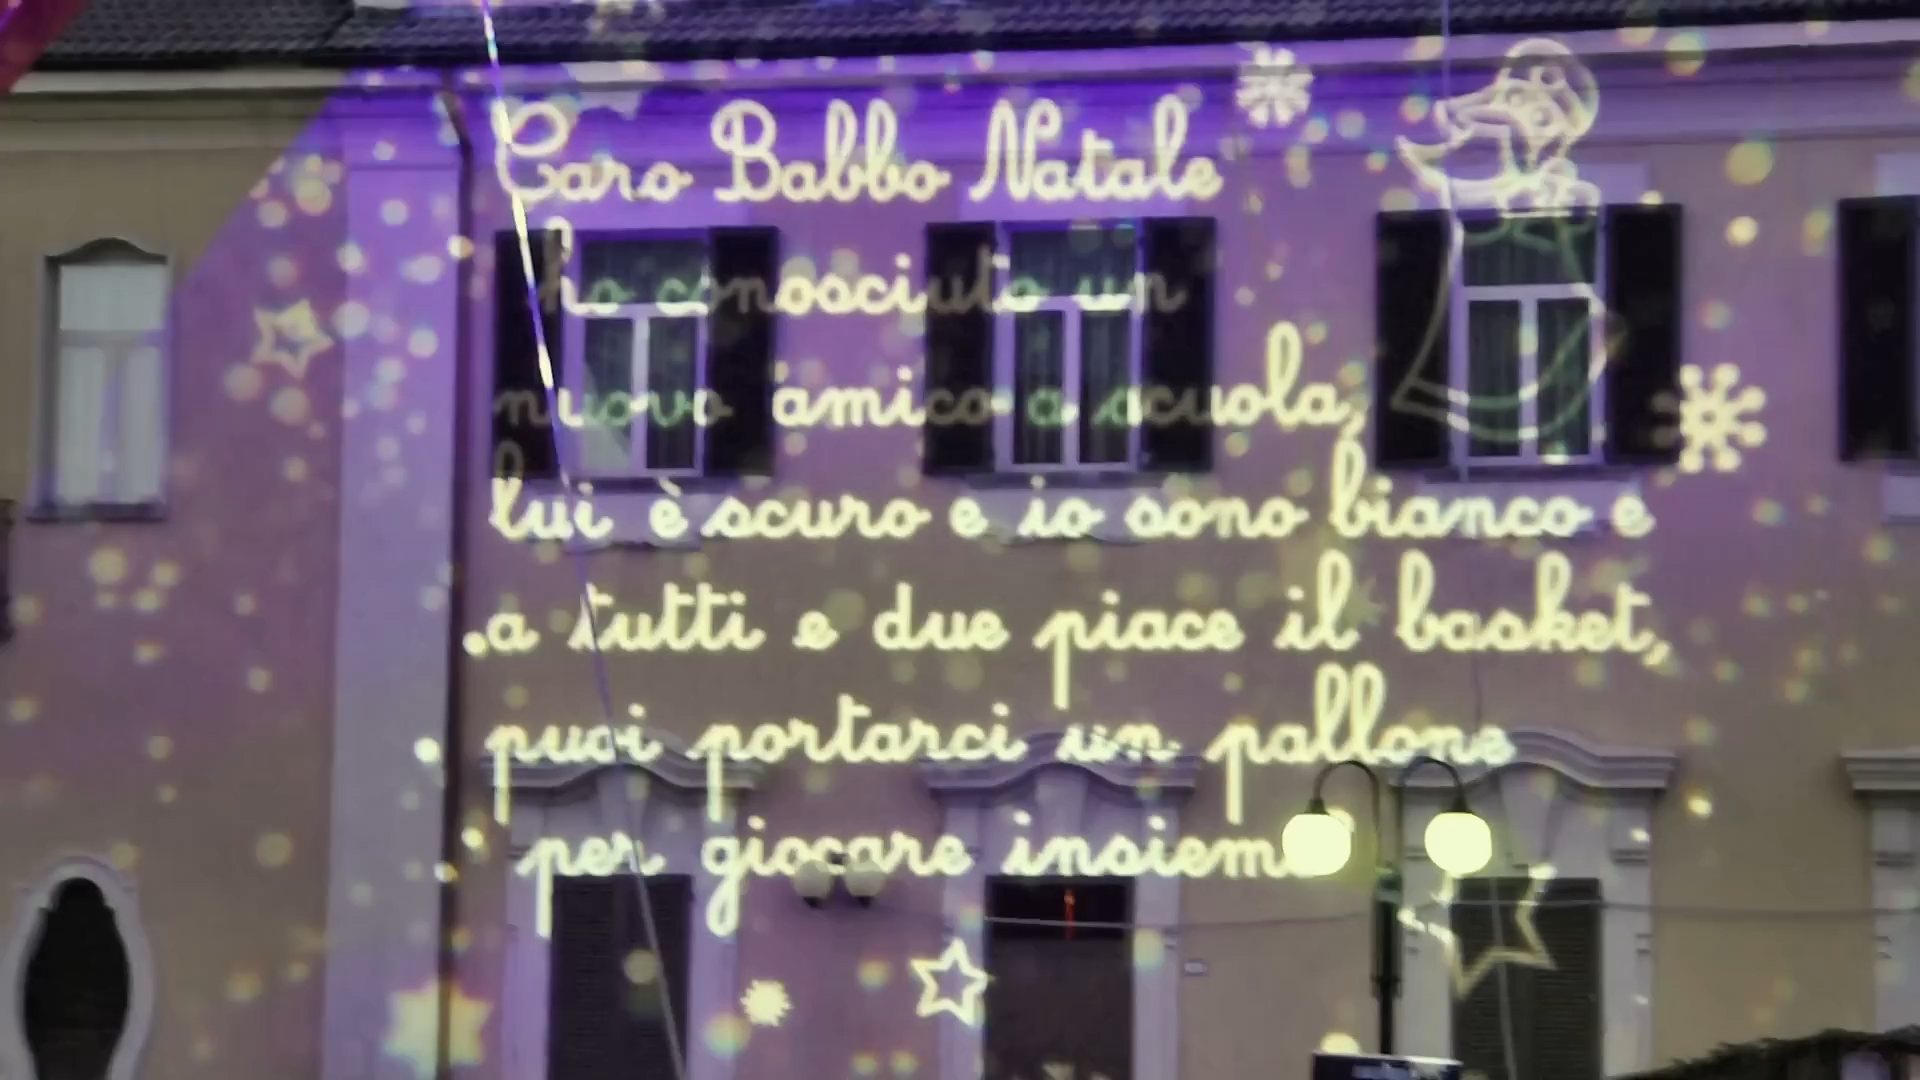 Caro Babbo Natale
ho conosciuto un
nuovo amico a scuola,
lui è scuro e io sono bianco e
a tutti e due piace il basket,
puoi portarci un pallone
per giocare insieme